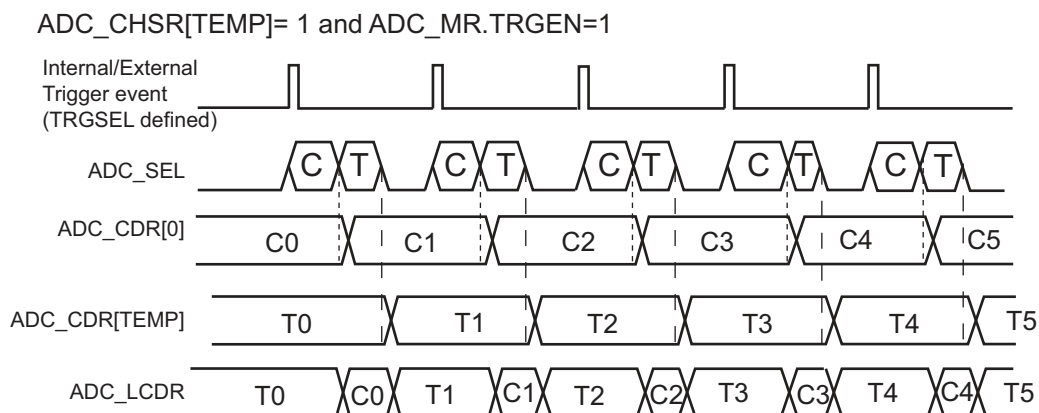 ADC_CHSR[TEMP]= 1 and ADC_MR.TRGEN=1
Internal/External
Trigger event
(TRGSEL defined)
ADC_SEL C T C T C T C T C T
ADC_CDR[0] C0 C1 C2 C3 C4 C5
ADC_CDR[TEMP] T0 T1 T2 T3 T4 T5
ADC_LCDR T0 C0 T1 C1 T2 C2 T3 C3 T4 C4 T5